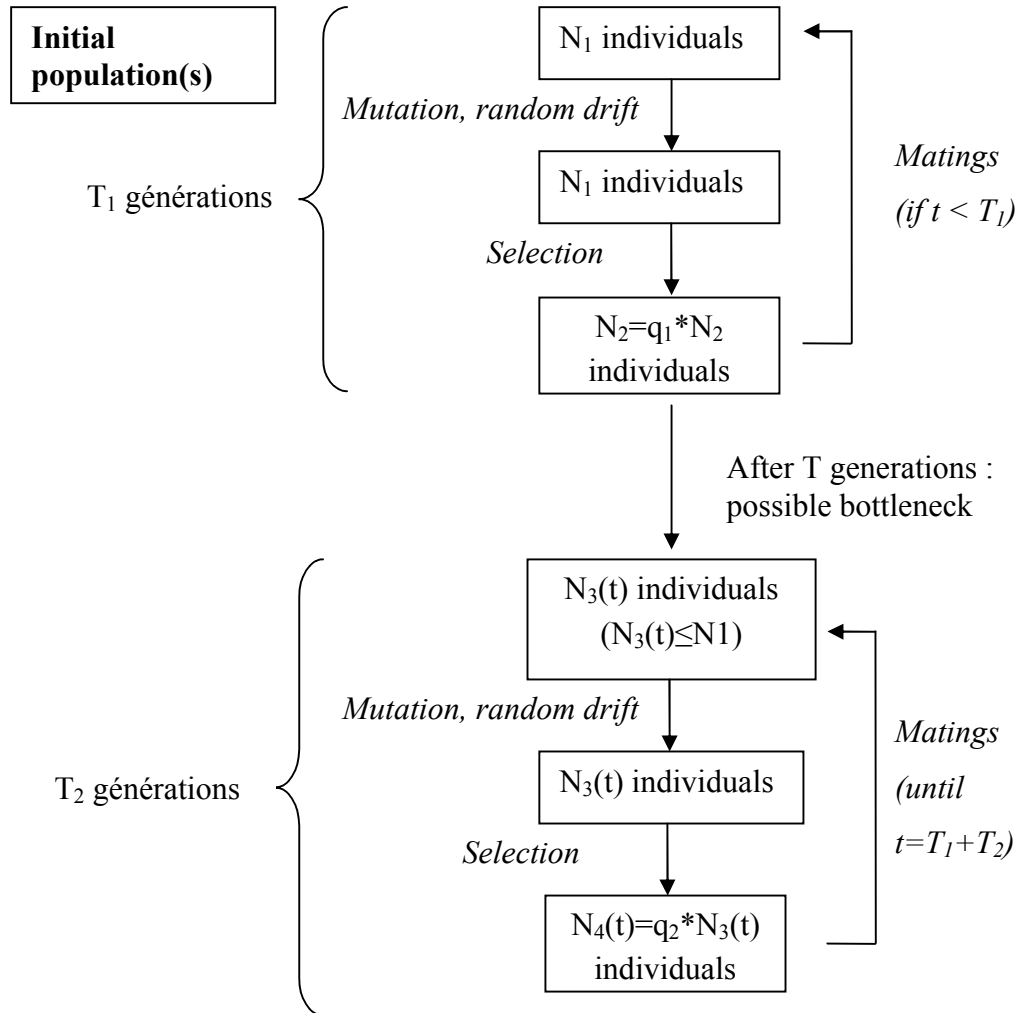 Initial
population(s)
N₁ individuals
Mutation, random drift
Matings
(if t < T₁)
T₁ générations
N₁ individuals
Selection
N₂=q₁*N₂
individuals
After T generations :
possible bottleneck
N₃(t) individuals
(N₃(t)≤N1)
Mutation, random drift
Matings
(until
t=T₁+T₂)
T₂ générations
N₃(t) individuals
Selection
N₄(t)=q₂*N₃(t)
individuals